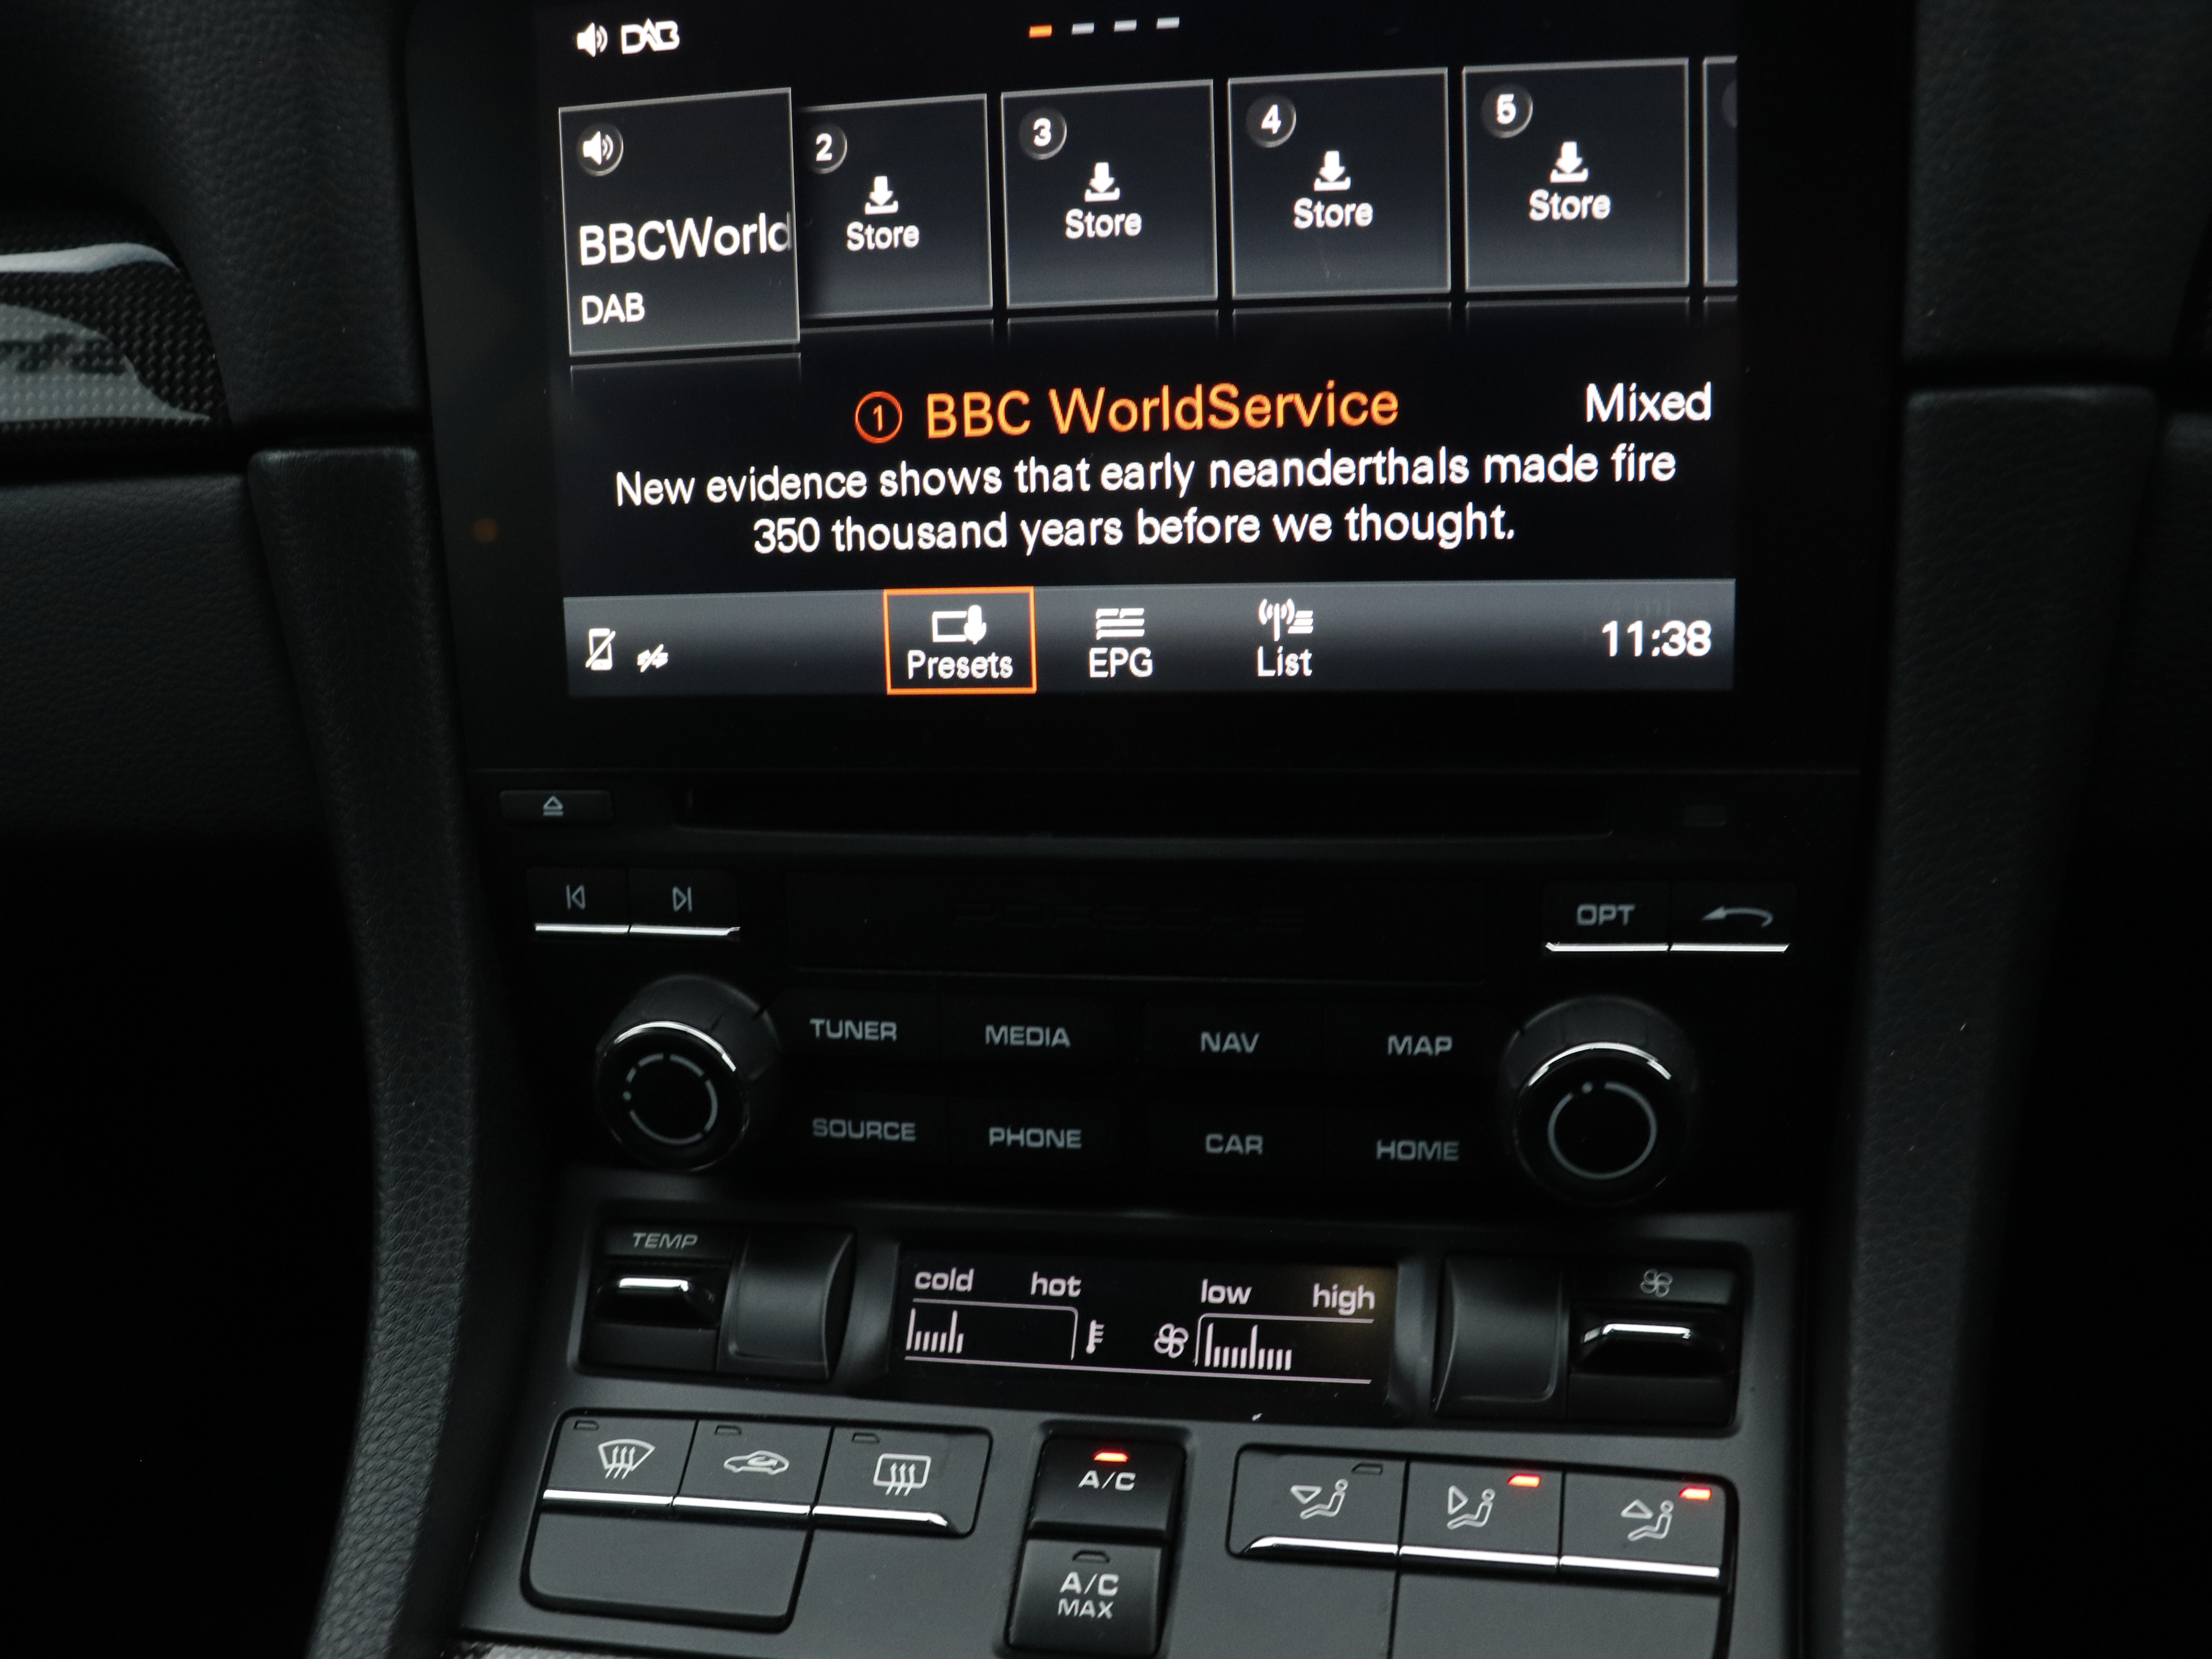 DAB
BBCWorld
DAB
2
Store
3
Store
4
Store
5
Store
1 BBC WorldService
Mixed
New evidence shows that early neanderthals made fire
350 thousand years before we thought.
Presets
EPG
List
11:38
OPT
TUNER
MEDIA
NAV
MAP
SOURCE
PHONE
CAR
HOME
TEMP
cold
hot
low
high
A/C
A/C
MAX